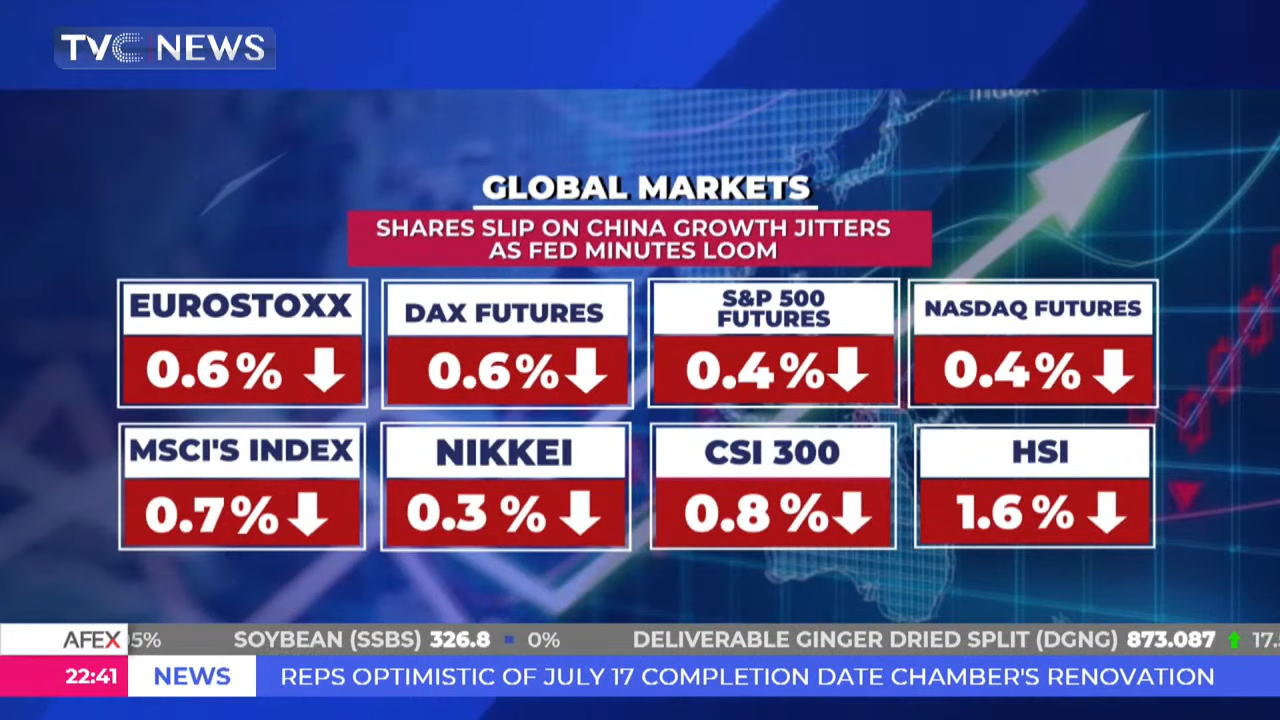 TVC NEWS
GLOBAL MARKETS
SHARES SLIP ON CHINA GROWTH JITTERS
AS FED MINUTES LOOM
EUROSTOXX
0.6%
DAX FUTURES
0.6%
S&P 500
FUTURES
0.4%
NASDAQ FUTURES
0.4%
MSCI'S INDEX
0.7%
NIKKEI
0.3 %
CSI 300
0.8%
HSI
1.6%
AFEX 5% SOYBEAN (SSBS) 326.8 0% DELIVERABLE GINGER DRIED SPLIT (DGNG) 873.087 17.
22:41 NEWS REPS OPTIMISTIC OF JULY 17 COMPLETION DATE CHAMBER'S RENOVATION